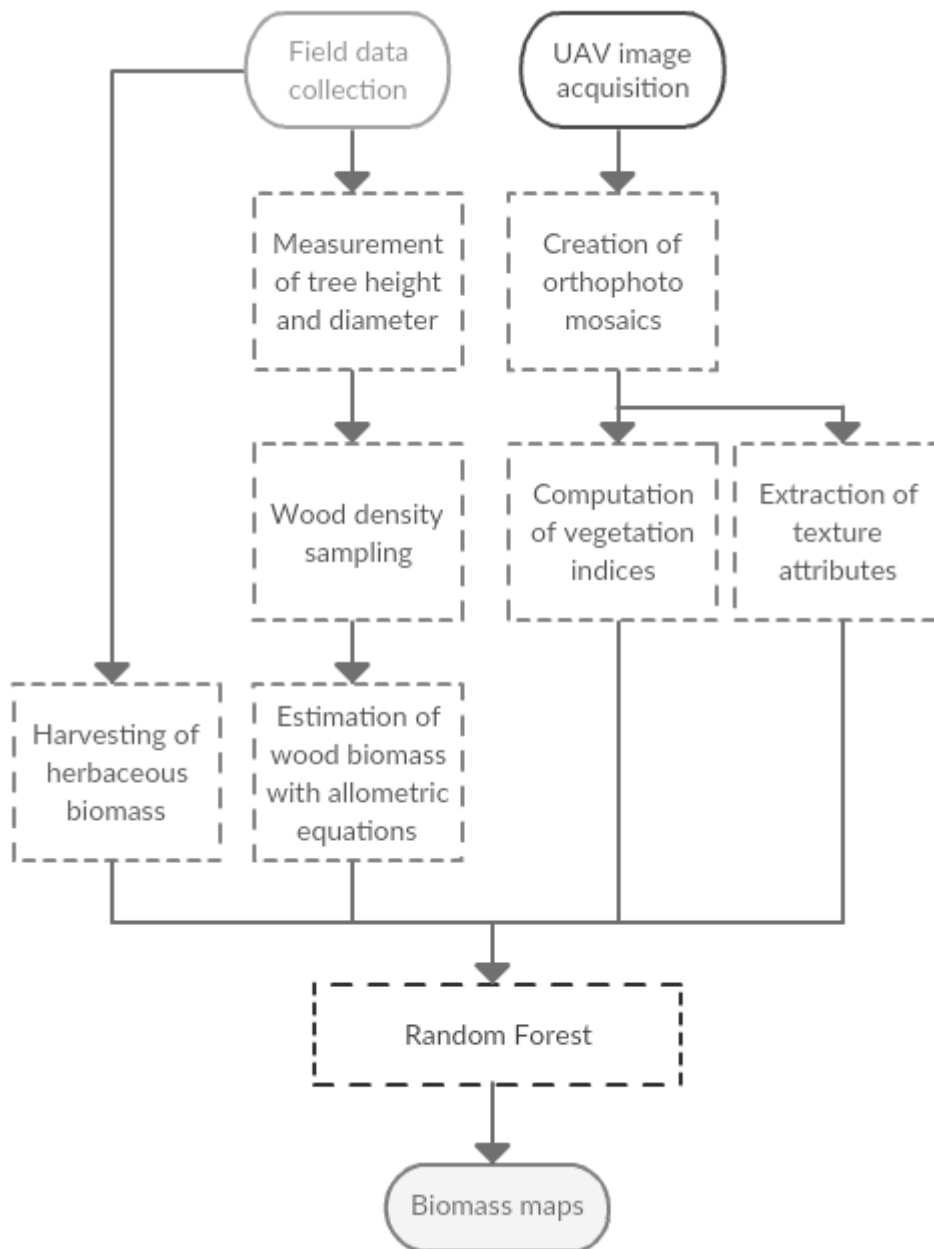 Field data
collection
UAV image
acquisition
Measurement
of tree height
and diameter
Creation of
orthophoto
mosaics
Wood density
sampling
Computation
of vegetation
indices
Extraction of
texture
attributes
Harvesting of
herbaceous
biomass
Estimation of
wood biomass
with allometric
equations
Random Forest
Biomass maps